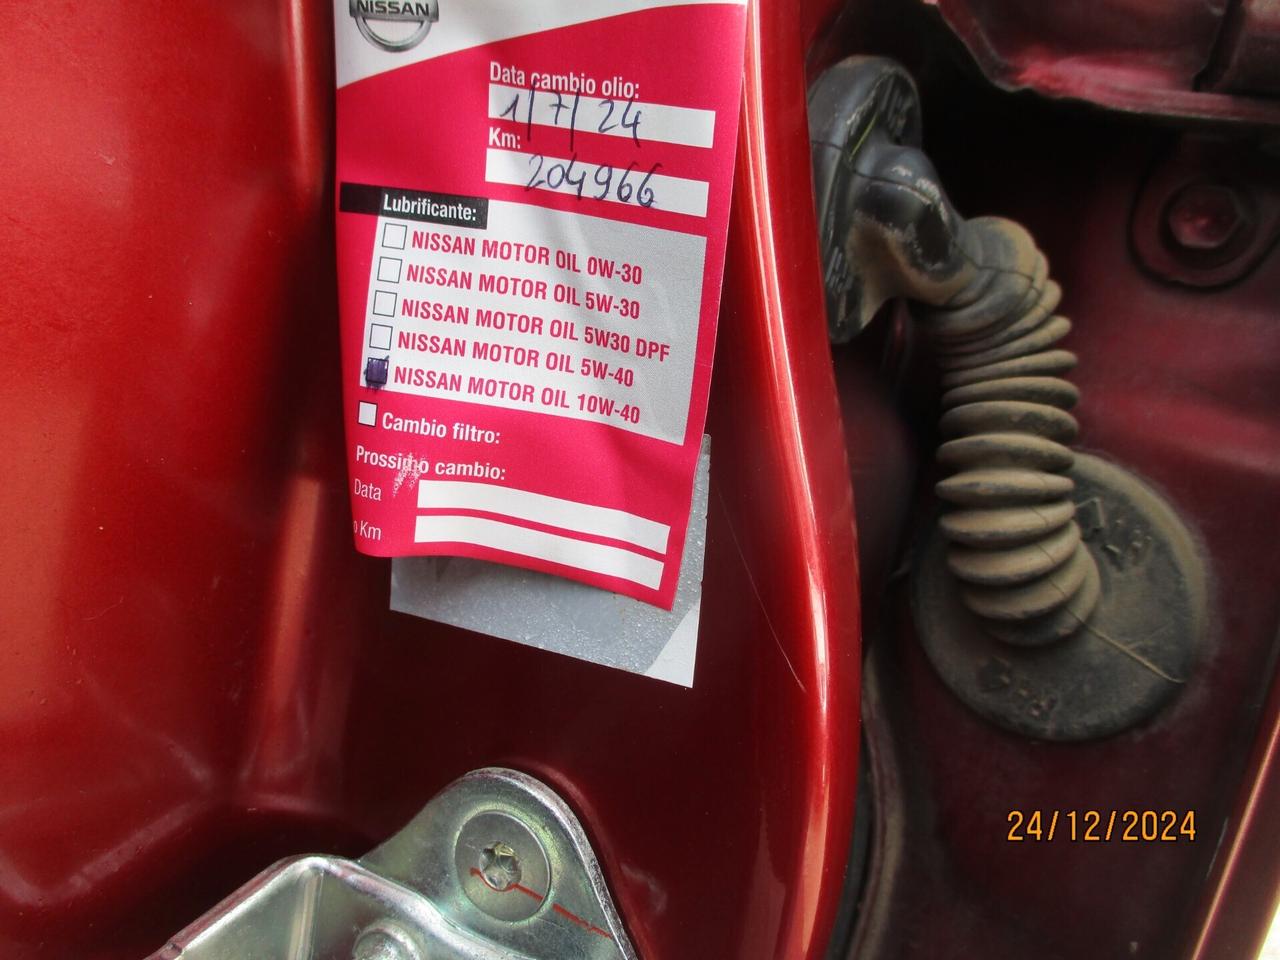 NISSAN
Data cambio olio:
1/7/24
Km:
204966
Lubrificante:
NISSAN MOTOR OIL 0W-30
NISSAN MOTOR OIL 5W-30
NISSAN MOTOR OIL 5W30 DPF
NISSAN MOTOR OIL 5W-40
NISSAN MOTOR OIL 10W-40
Cambio filtro:
Prossimo cambio:
Data
o Km
24/12/2024